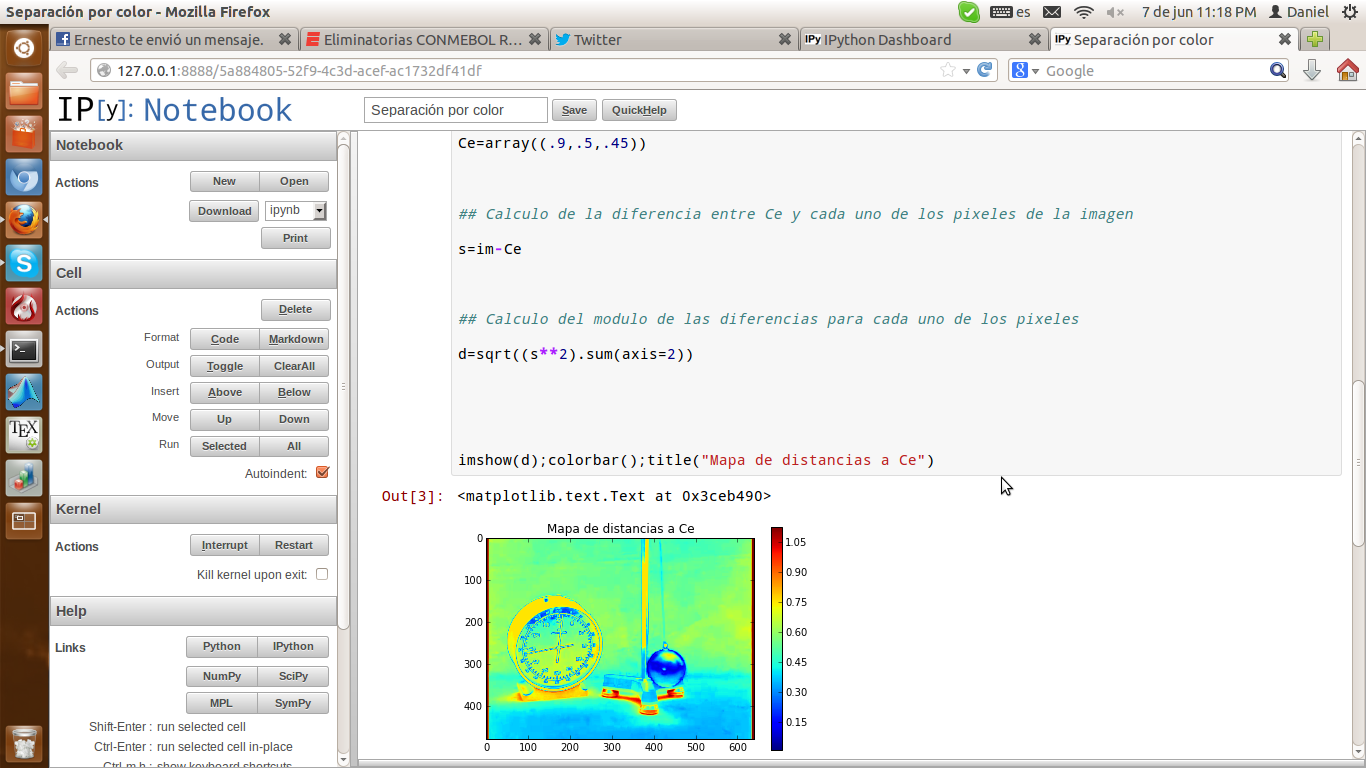 Separación por color - Mozilla Firefox
es
7 de jun 11:18 PM
Daniel
Ernesto te envió un mensaje.
Eliminatorias CONMEBOL R...
Twitter
IPy IPython Dashboard
IPy Separación por color
127.0.0.1:8888/5a884805-52f9-4c3d-acef-ac1732df41df
Google
IP[y]: Notebook
Separación por color
Save
QuickHelp
Notebook
Actions
New
Open
Download
ipynb
Print
Cell
Actions
Delete
Format
Code
Markdown
Output
Toggle
ClearAll
Insert
Above
Below
Move
Up
Down
Run
Selected
All
Autoindent:
Kernel
Actions
Interrupt
Restart
Kill kernel upon exit:
Help
Links
Python
IPython
NumPy
SciPy
MPL
SymPy
Shift-Enter : run selected cell
Ctrl-Enter : run selected cell in-place
Ctrl-m h : show keyboard shortcuts
Ce=array((.9,.5,.45))
## Calculo de la diferencia entre Ce y cada uno de los pixeles de la imagen
s=im-Ce
## Calculo del modulo de las diferencias para cada uno de los pixeles
d=sqrt((s**2).sum(axis=2))
imshow(d);colorbar();title("Mapa de distancias a Ce")
Out[3]: <matplotlib.text.Text at 0x3ceb490>
Mapa de distancias a Ce
0
100
200
300
400
0 100 200 300 400 500 600
1.05
0.90
0.75
0.60
0.45
0.30
0.15
TEX